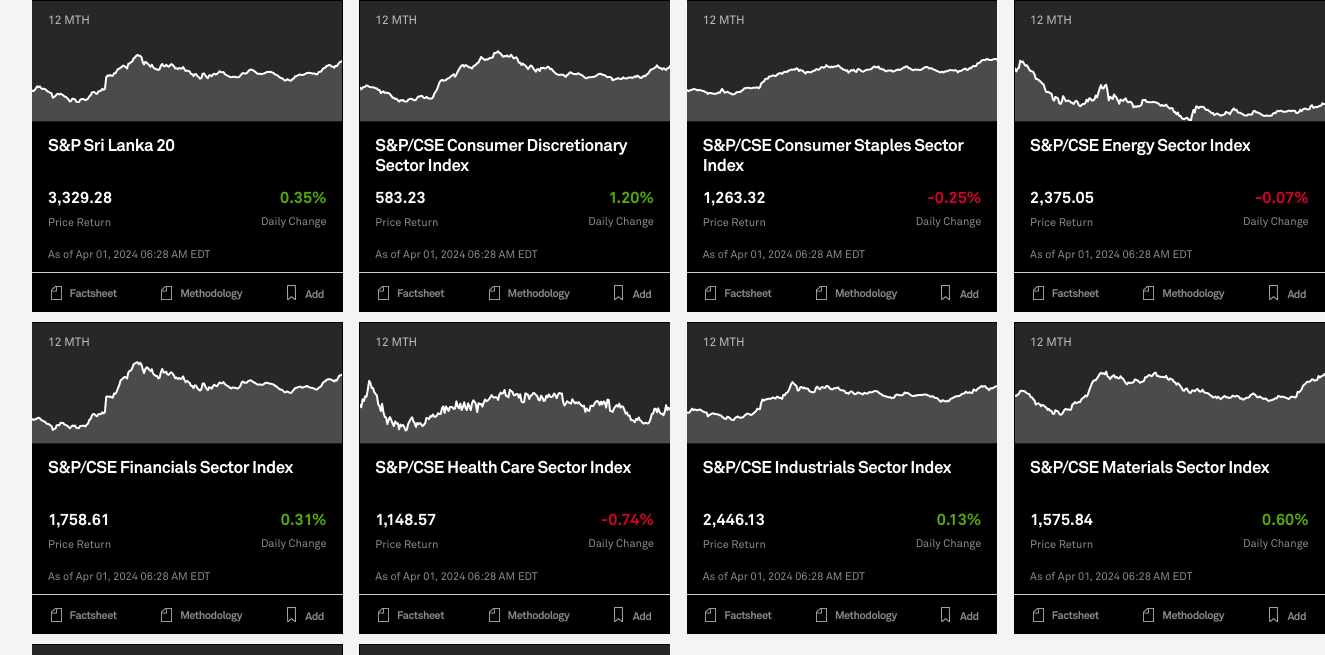 12 MTH
12 MTH
12 MTH
12 MTH
S&P Sri Lanka 20
S&P/CSE Consumer Discretionary
Sector Index
S&P/CSE Consumer Staples Sector
Index
S&P/CSE Energy Sector Index
3,329.28 0.35%
Price Return Daily Change
583.23 1.20%
Price Return Daily Change
1,263.32 -0.25%
Price Return Daily Change
2,375.05 -0.07%
Price Return Daily Change
As of Apr 01, 2024 06:28 AM EDT
As of Apr 01, 2024 06:28 AM EDT
As of Apr 01, 2024 06:28 AM EDT
As of Apr 01, 2024 06:28 AM EDT
Factsheet Methodology Add
Factsheet Methodology Add
Factsheet Methodology Add
Factsheet Methodology Add
12 MTH
12 MTH
12 MTH
12 MTH
S&P/CSE Financials Sector Index
S&P/CSE Health Care Sector Index
S&P/CSE Industrials Sector Index
S&P/CSE Materials Sector Index
1,758.61 0.31%
Price Return Daily Change
1,148.57 -0.74%
Price Return Daily Change
2,446.13 0.13%
Price Return Daily Change
1,575.84 0.60%
Price Return Daily Change
As of Apr 01, 2024 06:28 AM EDT
As of Apr 01, 2024 06:28 AM EDT
As of Apr 01, 2024 06:28 AM EDT
As of Apr 01, 2024 06:28 AM EDT
Factsheet Methodology Add
Factsheet Methodology Add
Factsheet Methodology Add
Factsheet Methodology Add